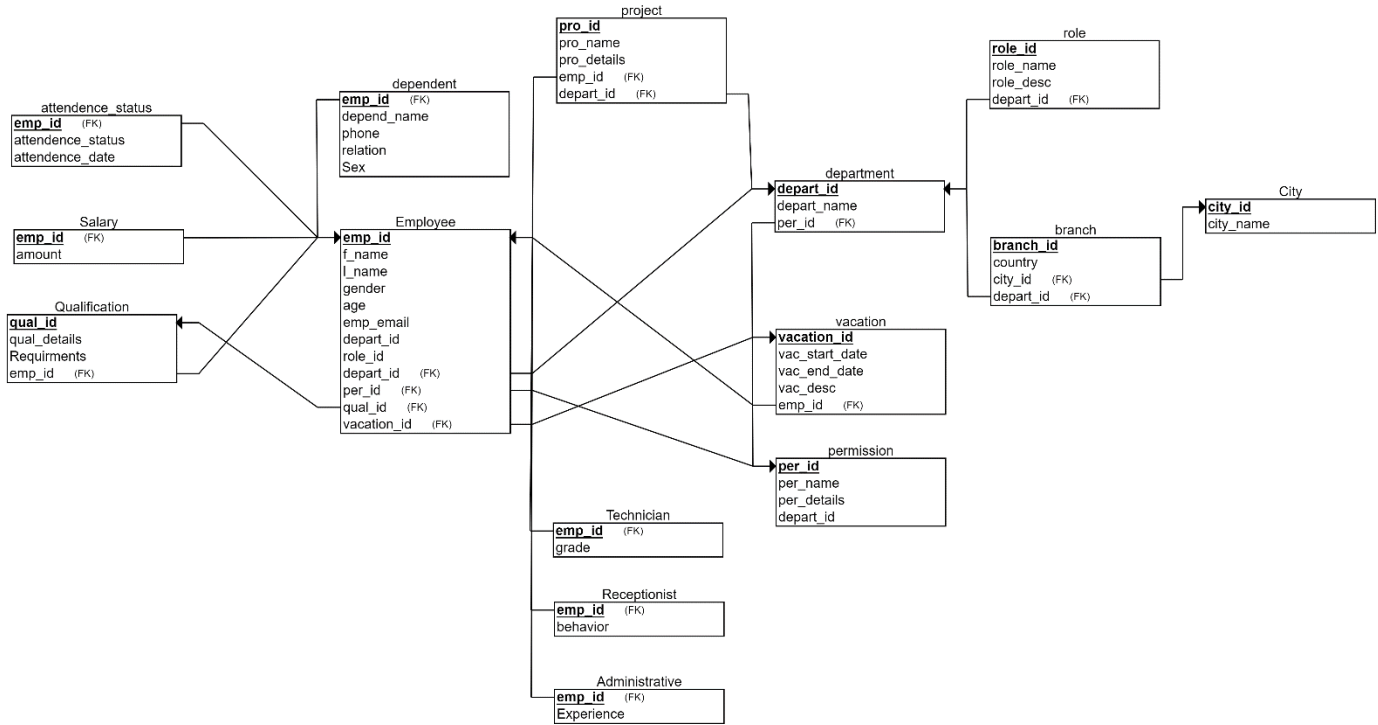 project
pro_id
pro_name
pro_details
emp_id (FK)
depart_id (FK)
role
role_id
role_name
role_desc
depart_id (FK)
dependent
emp_id (FK)
depend_name
phone
relation
Sex
attendence_status
emp_id (FK)
attendence_status
attendence_date
department
depart_id
depart_name
per_id (FK)
City
city_id
city_name
Salary
emp_id (FK)
amount
Employee
emp_id
f_name
l_name
gender
age
emp_email
depart_id
role_id
depart_id (FK)
per_id (FK)
qual_id (FK)
vacation_id (FK)
branch
branch_id
country
city_id (FK)
depart_id (FK)
Qualification
qual_id
qual_details
Requirments
emp_id (FK)
vacation
vacation_id
vac_start_date
vac_end_date
vac_desc
emp_id (FK)
permission
per_id
per_name
per_details
depart_id
Technician
emp_id (FK)
grade
Receptionist
emp_id (FK)
behavior
Administrative
emp_id (FK)
Experience